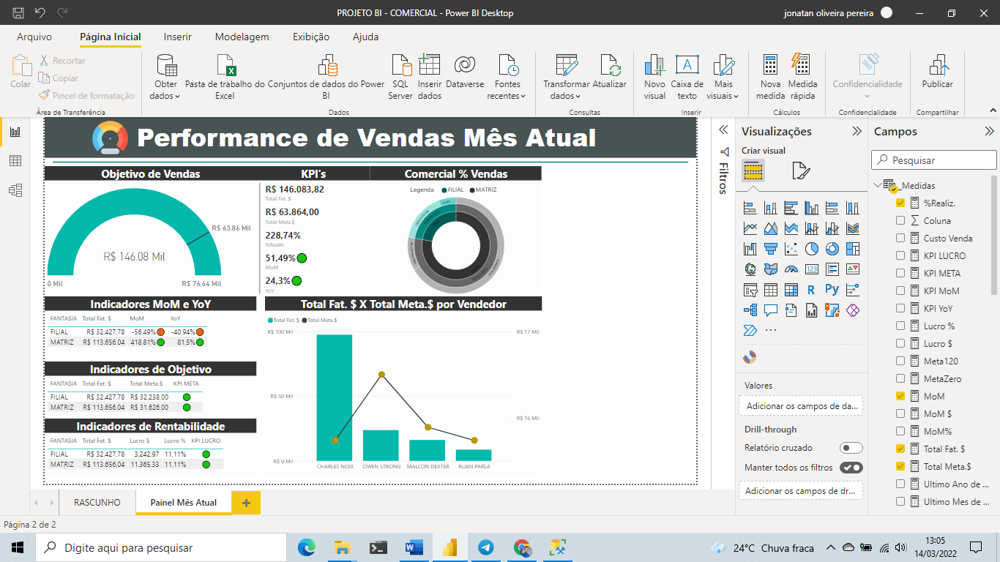 PROJETO BI - COMERCIAL - Power BI Desktop
jonatan oliveira pereira
Arquivo Página Inicial Inserir Modelagem Exibição Ajuda
Colar
Recortar
Copiar
Pincel de formatação
Área de Transferência
Obter dados
Pasta de trabalho do Excel
Conjuntos de dados do Power BI
SQL Server
Inserir dados
Dataverse
Fontes recentes
Dados
Transformar dados
Atualizar
Consultas
Novo visual
Caixa de texto
Mais visuais
Inserir
Nova medida
Medida rápida
Cálculos
Confidencialidade
Confidencialidade
Publicar
Compartilhar
Performance de Vendas Mês Atual
Objetivo de Vendas
R$ 63,86 Mil
R$ 146,08 Mil
0 Mil
R$ 76,64 Mil
KPI's
R$ 146.083,82
Total Fat. $
R$ 63.864,00
Total Meta.$
228,74%
%Realiz.
51,49%
MoM
24,3%
YoY
Comercial % Vendas
Legenda FILIAL MATRIZ
Indicadores MoM e YoY
FANTASIA Total Fat. $ MoM YoY
FILIAL R$ 32.427,78 -56,49% -40,94%
MATRIZ R$ 113.656,04 418,81% 81,5%
Indicadores de Objetivo
FANTASIA Total Fat. $ Total Meta.$ KPI META
FILIAL R$ 32.427,78 R$ 32.238,00
MATRIZ R$ 113.656,04 R$ 31.626,00
Indicadores de Rentabilidade
FANTASIA Total Fat. $ Lucro $ Lucro % KPI LUCRO
FILIAL R$ 32.427,78 3.242,97 11,11%
MATRIZ R$ 113.656,04 11.365,33 11,11%
Total Fat. $ X Total Meta.$ por Vendedor
Total Fat. $ Total Meta.$
R$ 100 Mil
R$ 17 Mil
R$ 50 Mil
R$ 16 Mil
R$ 0 Mil
CHARLES NOIX OWEN STRONG MALCON DEXTER RUAN PARLA
Filtros
Visualizações
Criar visual
R Py
123
Valores
Adicionar os campos de da...
Drill-through
Relatório cruzado
Manter todos os filtros
Adicionar os campos de dr...
Campos
Pesquisar
_Medidas
%Realiz.
Coluna
Custo Venda
KPI LUCRO
KPI META
KPI MoM
KPI YoY
Lucro %
Lucro $
Meta120
MetaZero
MoM
MoM $
MoM%
Total Fat. $
Total Meta.$
Ultimo Ano de ...
Ultimo Mes de ...
RASCUNHO
Painel Mês Atual
Página 2 de 2
Digite aqui para pesquisar
24°C Chuva fraca
13:05
14/03/2022